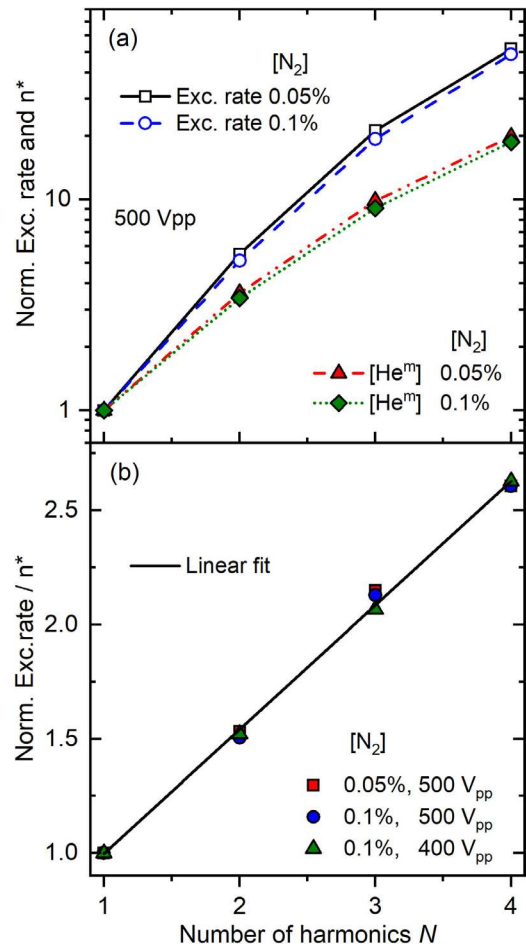 (a)
[N₂]
Exc. rate 0.05%
Exc. rate 0.1%
10
500 Vpp
Norm. Exc. rate and n*
[N₂]
[Heᵐ] 0.05%
[Heᵐ] 0.1%
1
(b)
2.5
Linear fit
2.0
Norm. Exc.rate / n*
1.5
[N₂]
0.05%, 500 Vₚₚ
0.1%, 500 Vₚₚ
0.1%, 400 Vₚₚ
1.0
1 2 3 4
Number of harmonics N